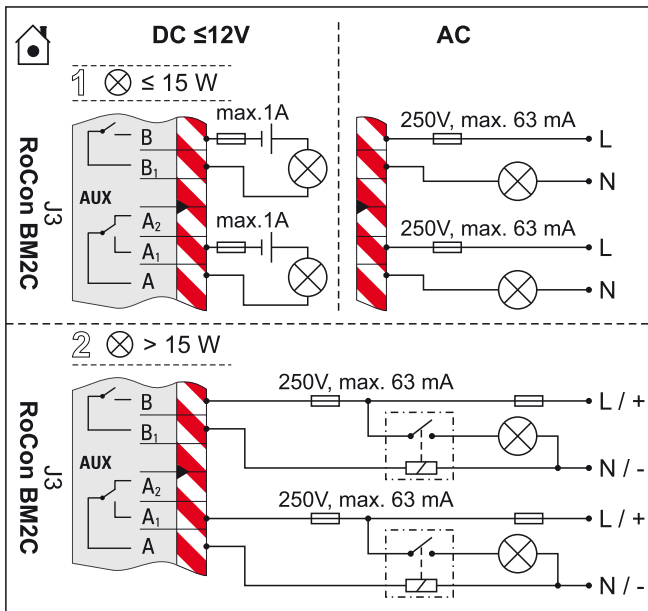 DC ≤12V
AC
1 ⊗ ≤ 15 W
RoCon BM2C
J3
AUX
B
B₁
A₂
A₁
A
max.1A
max.1A
250V, max. 63 mA
L
N
250V, max. 63 mA
L
N
2 ⊗ > 15 W
RoCon BM2C
J3
AUX
B
B₁
A₂
A₁
A
250V, max. 63 mA
L / +
N / -
250V, max. 63 mA
L / +
N / -